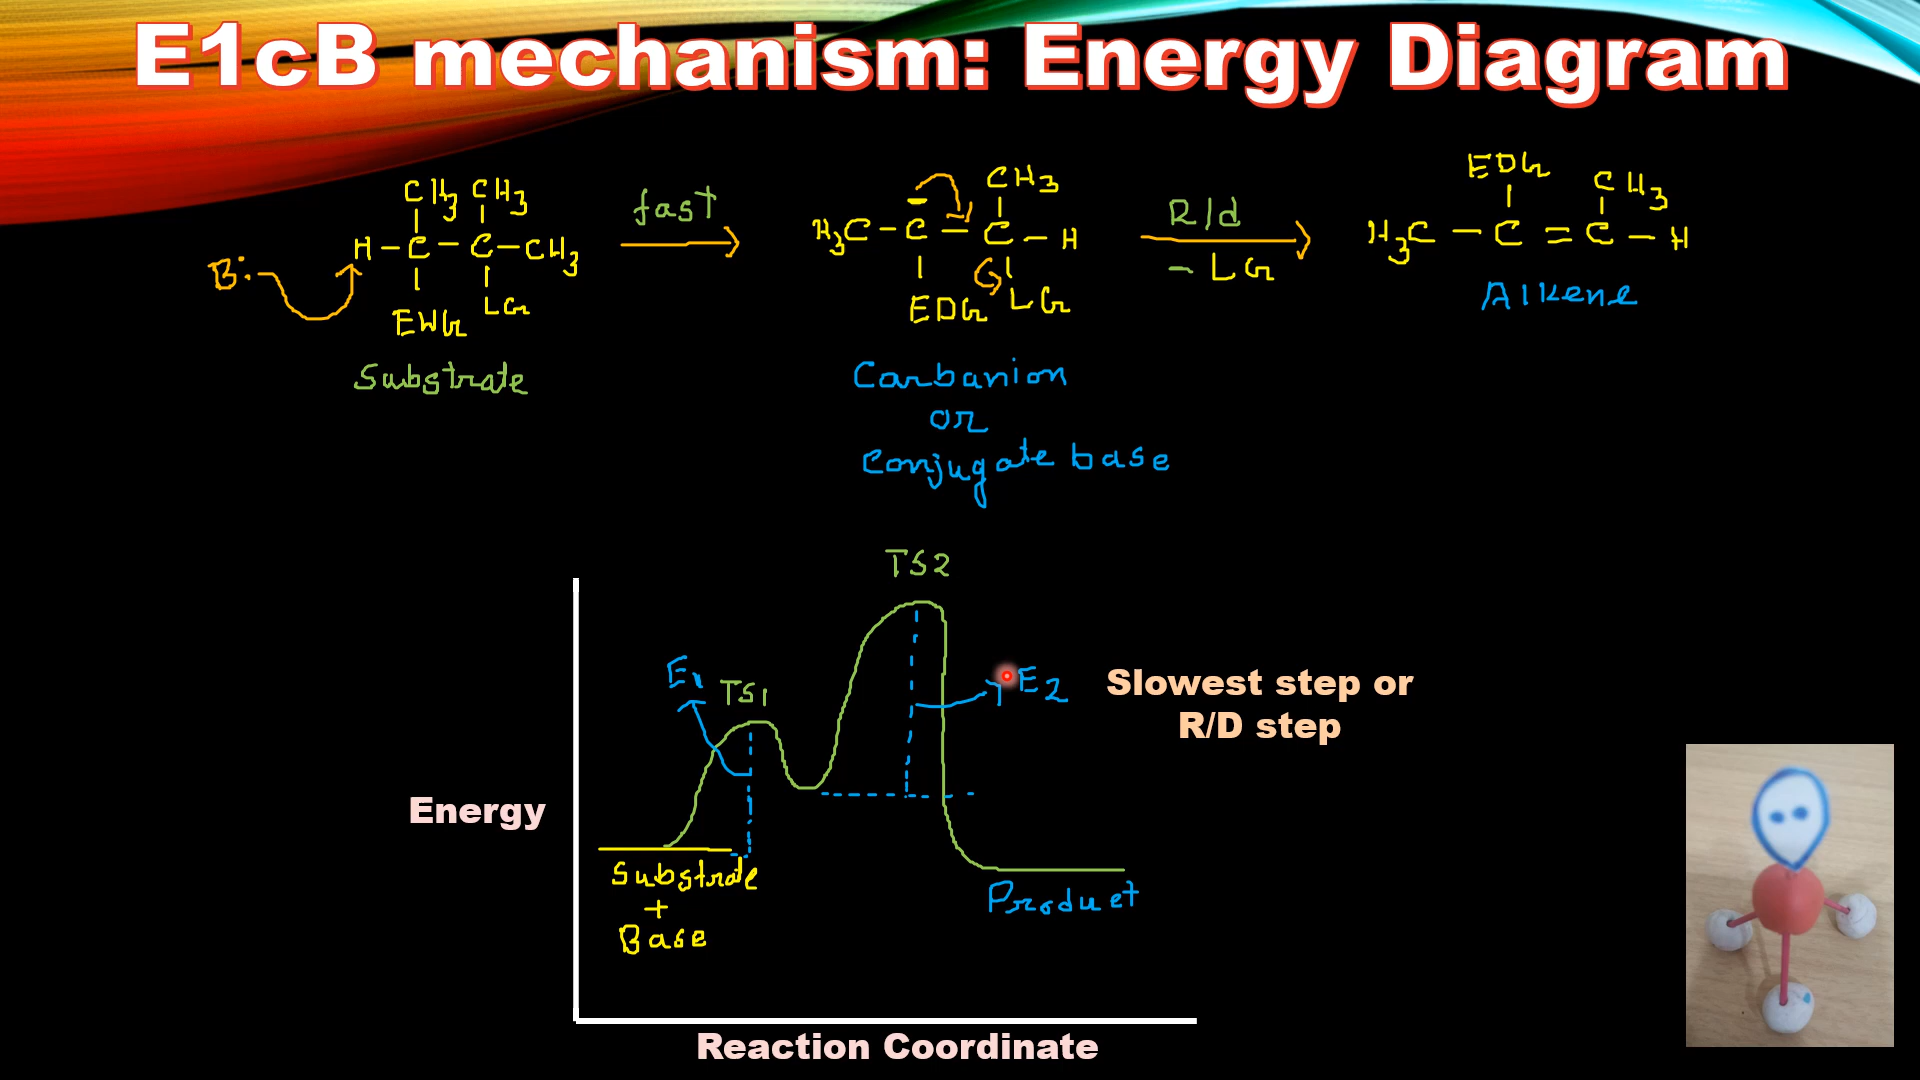 E1cB mechanism: Energy Diagram
CH3 CH3
H-C-C-CH3
B:
EWG LG
Substrate
fast
CH3
H3C-C-C-H
EDG LG
Carbanion
or
Conjugate base
R/d
- LG
EDG CH3
H3C-C=C-H
Alkene
TS2
E1
TS1
E2
Slowest step or
R/D step
Energy
Substrate
+
Base
Product
Reaction Coordinate